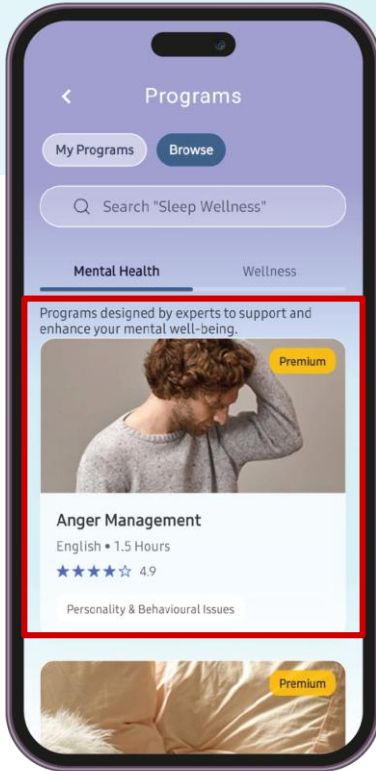 Programs
My Programs
Browse
Search "Sleep Wellness"
Mental Health
Wellness
Programs designed by experts to support and
enhance your mental well-being.
Premium
Anger Management
English • 1.5 Hours
★★★★☆ 4.9
Personality & Behavioural Issues
Premium